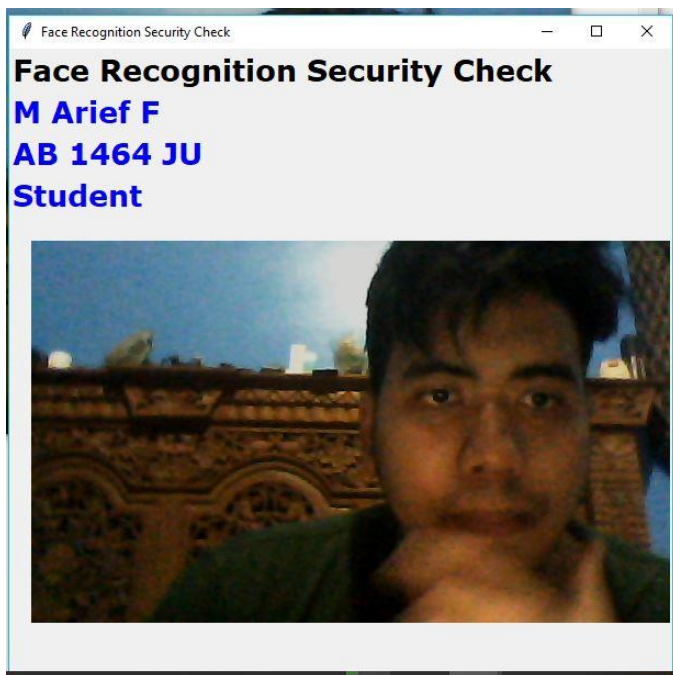 Face Recognition Security Check
Face Recognition Security Check
M Arief F
AB 1464 JU
Student